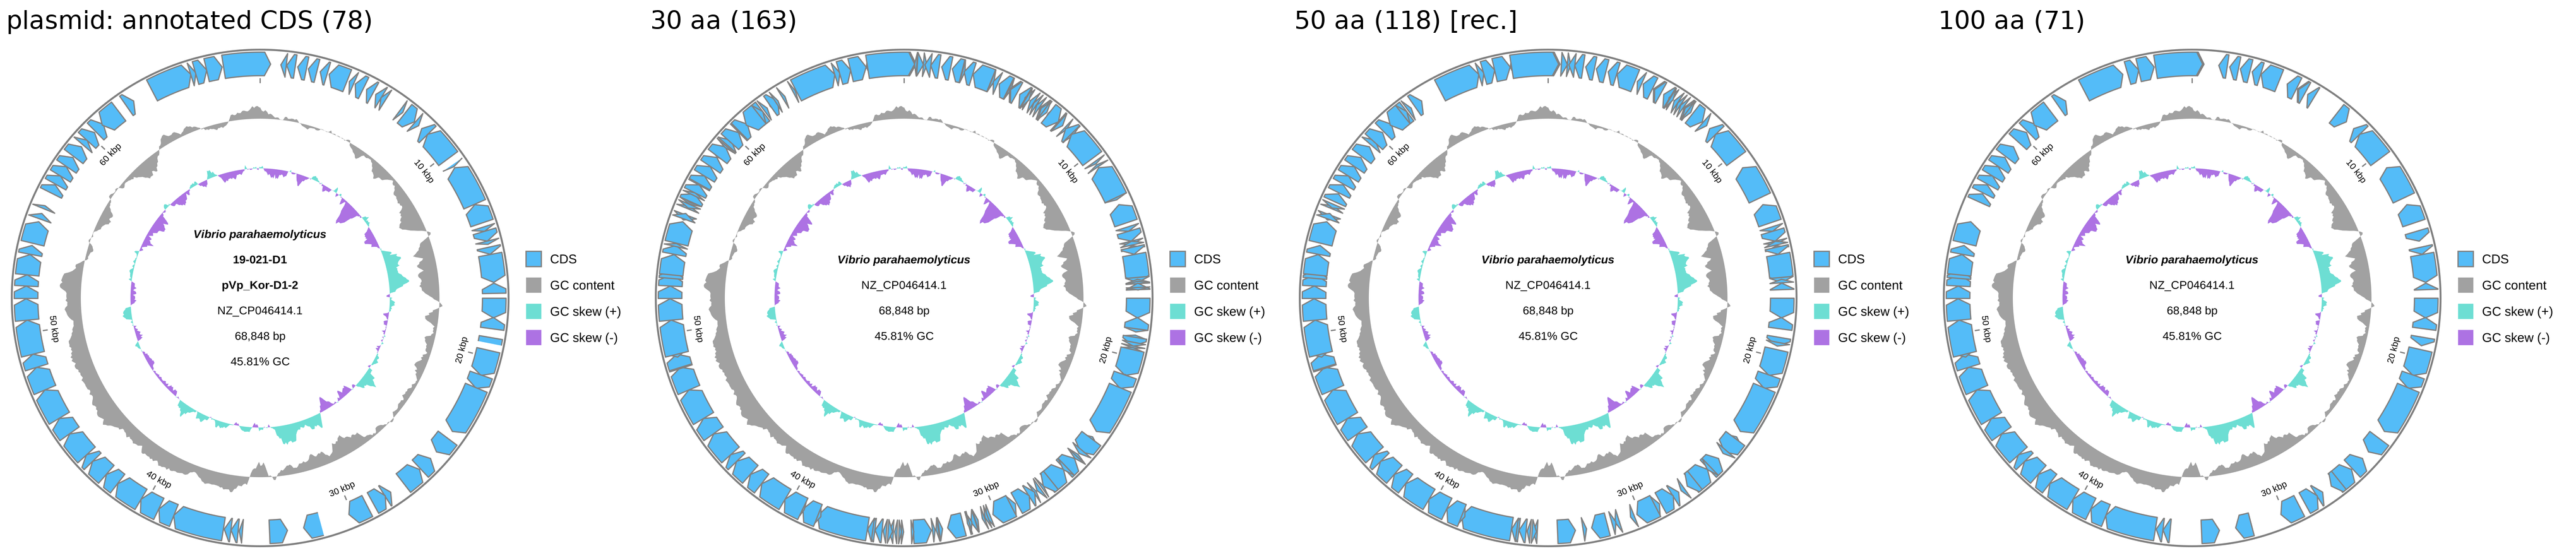 plasmid: annotated CDS (78)
60 kbp
10 kbp
50 kbp
20 kbp
40 kbp
30 kbp
Vibrio parahaemolyticus
19-021-D1
pVp_Kor-D1-2
NZ_CP046414.1
68,848 bp
45.81% GC
CDS
GC content
GC skew (+)
GC skew (-)
30 aa (163)
60 kbp
10 kbp
50 kbp
20 kbp
40 kbp
30 kbp
Vibrio parahaemolyticus
NZ_CP046414.1
68,848 bp
45.81% GC
CDS
GC content
GC skew (+)
GC skew (-)
50 aa (118) [rec.]
60 kbp
10 kbp
50 kbp
20 kbp
40 kbp
30 kbp
Vibrio parahaemolyticus
NZ_CP046414.1
68,848 bp
45.81% GC
CDS
GC content
GC skew (+)
GC skew (-)
100 aa (71)
60 kbp
10 kbp
50 kbp
20 kbp
40 kbp
30 kbp
Vibrio parahaemolyticus
NZ_CP046414.1
68,848 bp
45.81% GC
CDS
GC content
GC skew (+)
GC skew (-)